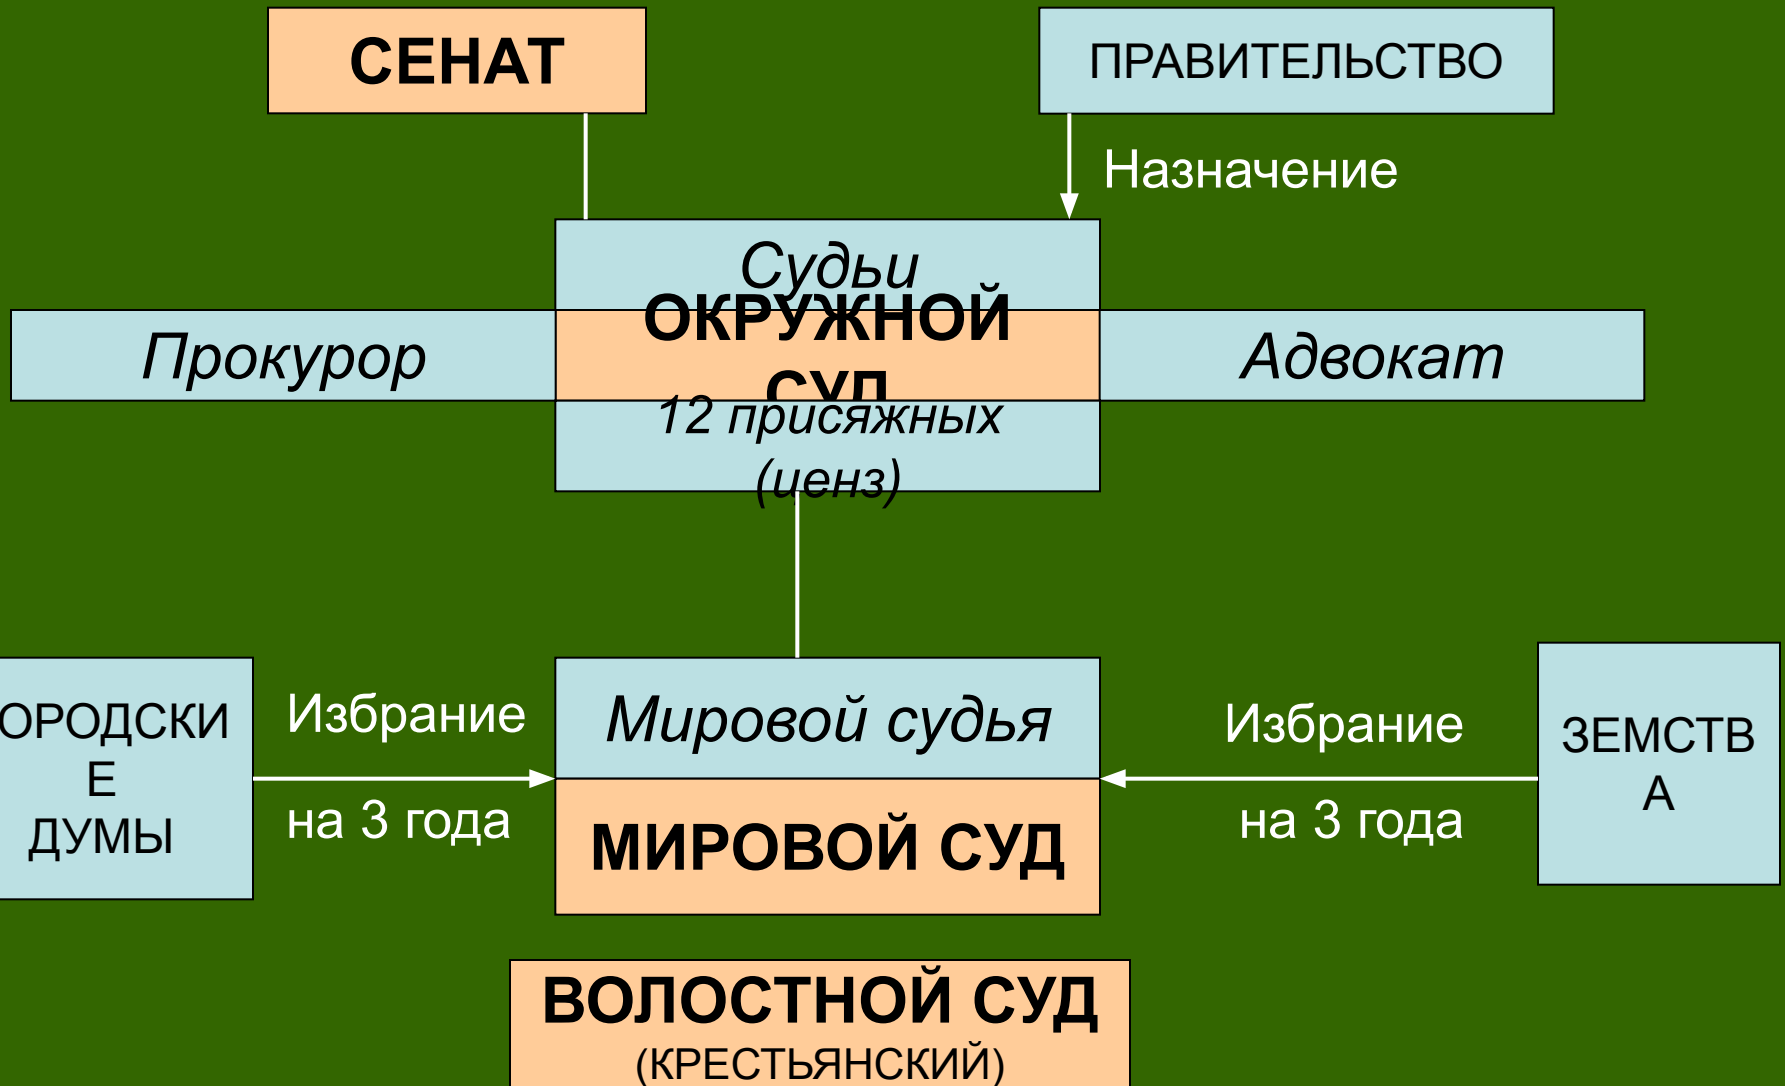 СЕНАТ
ПРАВИТЕЛЬСТВО
Назначение
Судьи
ОКРУЖНОЙ
СУД
Прокурор
Адвокат
12 присяжных
(ценз)
ОРОДСКИ
Е
ДУМЫ
Избрание
на 3 года
Мировой судья
МИРОВОЙ СУД
Избрание
на 3 года
ЗЕМСТВ
А
ВОЛОСТНОЙ СУД
(КРЕСТЬЯНСКИЙ)